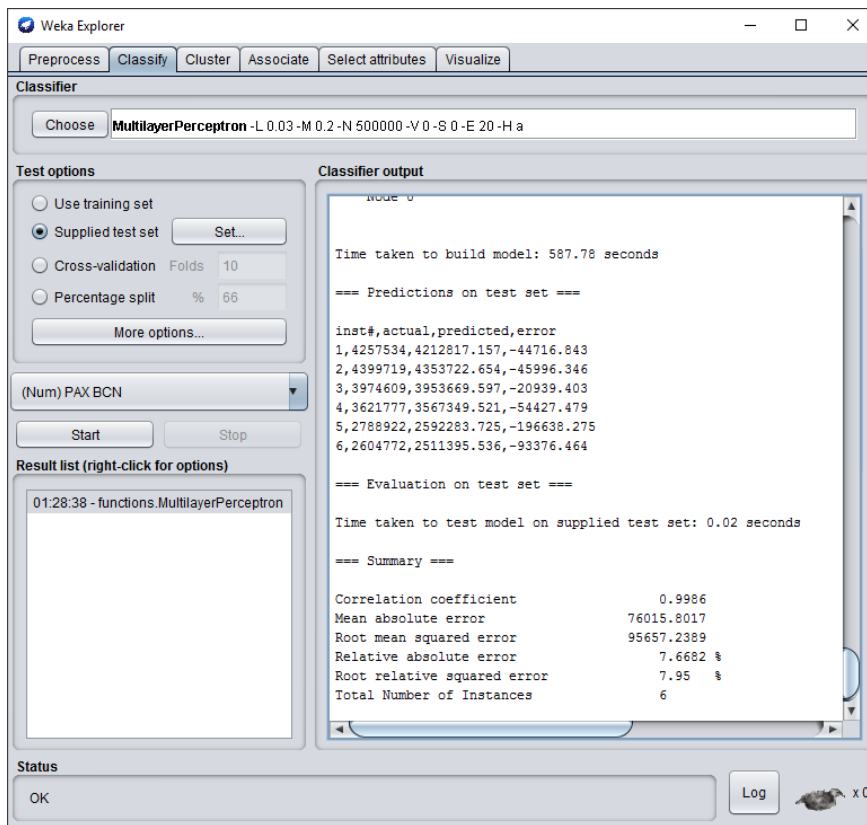 Weka Explorer
Preprocess Classify Cluster Associate Select attributes Visualize
Classifier
Choose MultilayerPerceptron -L 0.03 -M 0.2 -N 500000 -V 0 -S 0 -E 20 -H a
Test options
Use training set
Supplied test set Set...
Cross-validation Folds 10
Percentage split % 66
More options...
(Num) PAX BCN
Start Stop
Result list (right-click for options)
01:28:38 - functions.MultilayerPerceptron
Classifier output
Node 0
Time taken to build model: 587.78 seconds
=== Predictions on test set ===
inst#,actual,predicted,error
1,4257534,4212817.157,-44716.843
2,4399719,4353722.654,-45996.346
3,3974609,3953669.597,-20939.403
4,3621777,3567349.521,-54427.479
5,2788922,2592283.725,-196638.275
6,2604772,2511395.536,-93376.464
=== Evaluation on test set ===
Time taken to test model on supplied test set: 0.02 seconds
=== Summary ===
Correlation coefficient 0.9986
Mean absolute error 76015.8017
Root mean squared error 95657.2389
Relative absolute error 7.6682 %
Root relative squared error 7.95 %
Total Number of Instances 6
Status
OK
Log
x 0